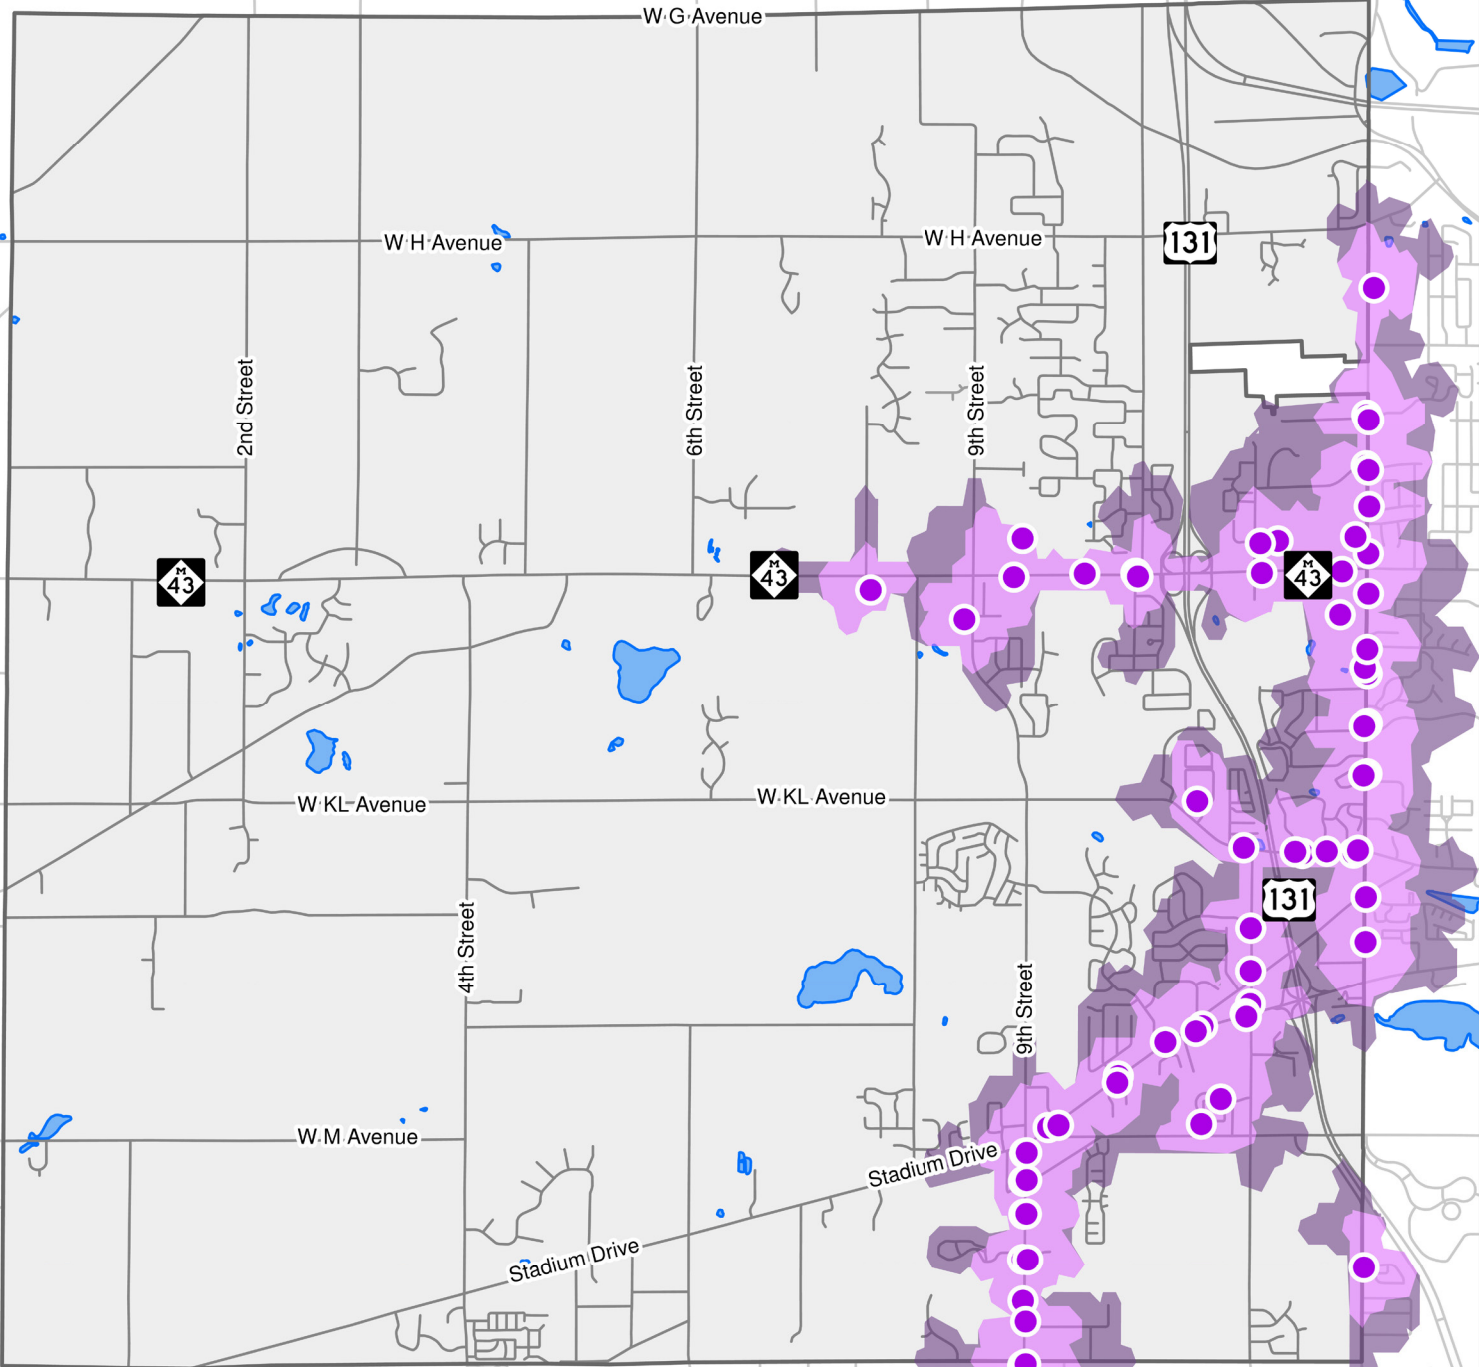 W G Avenue
W H Avenue
W H Avenue
131
2nd Street
6th Street
9th Street
M
43
M
43
M
43
W KL Avenue
W KL Avenue
131
4th Street
9th Street
W M Avenue
Stadium Drive
Stadium Drive